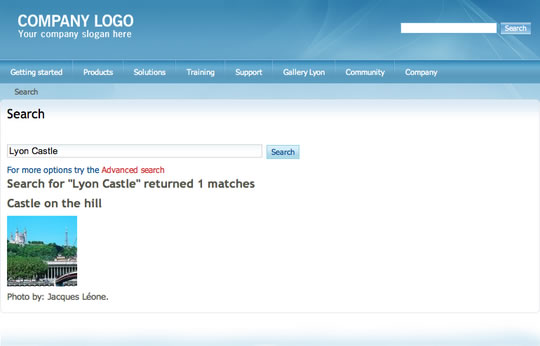 COMPANY LOGO
Your company slogan here
Search
Getting started Products Solutions Training Support Gallery Lyon Community Company
Search
Search
Lyon Castle Search
For more options try the Advanced search
Search for "Lyon Castle" returned 1 matches
Castle on the hill
Photo by: Jacques Léone.